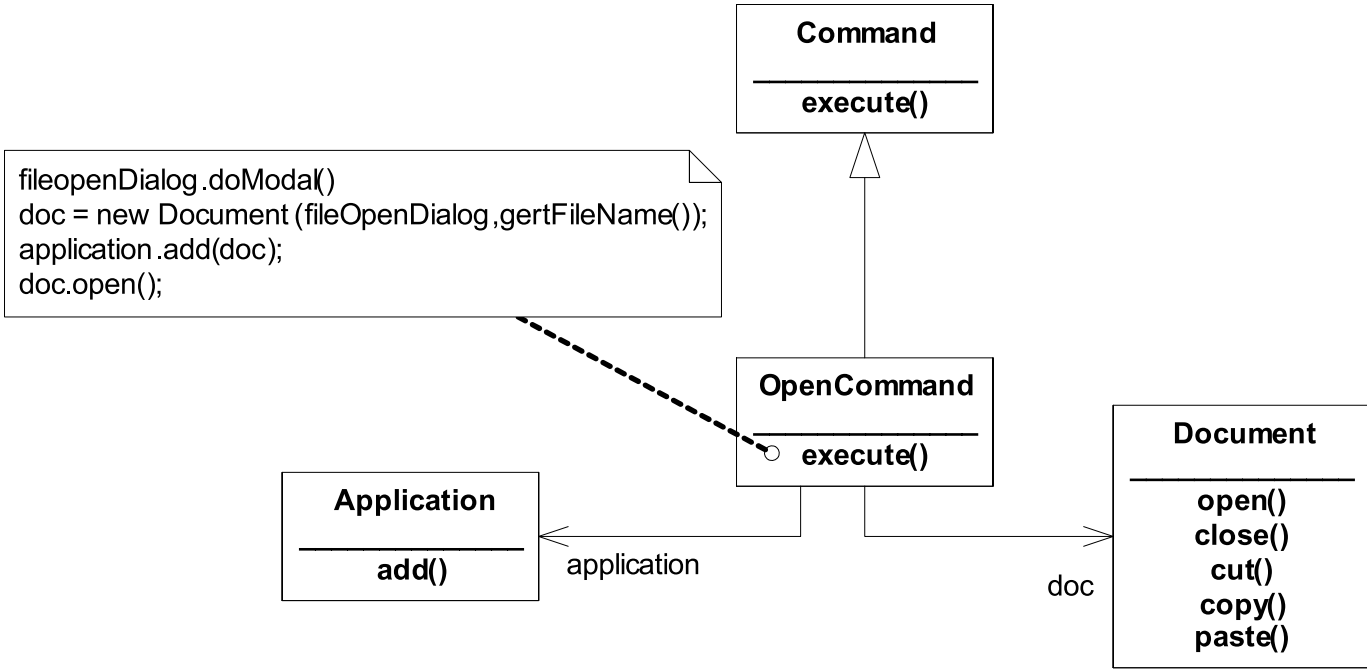 Command
execute()
fileopenDialog.doModal()
doc = new Document (fileOpenDialog,gertFileName());
application.add(doc);
doc.open();
OpenCommand
execute()
Application
add()
application
doc
Document
open()
close()
cut()
copy()
paste()